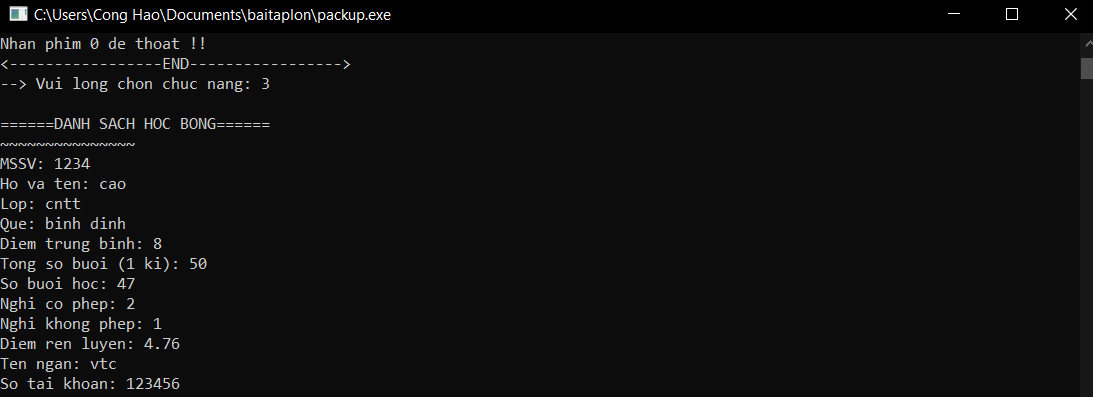 C:\Users\Cong Hao\Documents\baitaplon\packup.exe
Nhan phim 0 de thoat !!
<-----------------END----------------->
--> Vui long chon chuc nang: 3
======DANH SACH HOC BONG======
~~~~~~~~~~~~~~~
MSSV: 1234
Ho va ten: cao
Lop: cntt
Que: binh dinh
Diem trung binh: 8
Tong so buoi (1 ki): 50
So buoi hoc: 47
Nghi co phep: 2
Nghi khong phep: 1
Diem ren luyen: 4.76
Ten ngan: vtc
So tai khoan: 123456